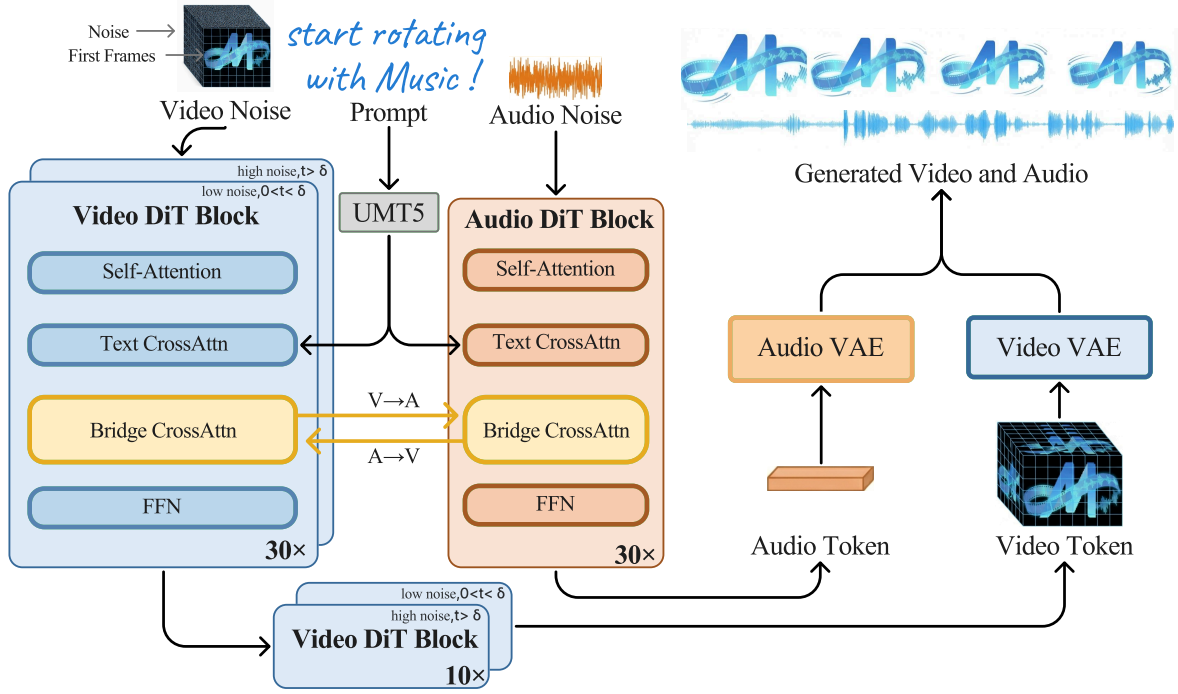 Noise
First Frames
start rotating
with Music !
Video Noise
Prompt
Audio Noise
Generated Video and Audio
high noise,t> δ
low noise,0<t< δ
Video DiT Block
Self-Attention
Text CrossAttn
Bridge CrossAttn
FFN
30×
UMT5
Audio DiT Block
Self-Attention
Text CrossAttn
Bridge CrossAttn
FFN
30×
V→A
A→V
low noise,0<t< δ
high noise,t> δ
Video DiT Block
10×
Audio VAE
Video VAE
Audio Token
Video Token